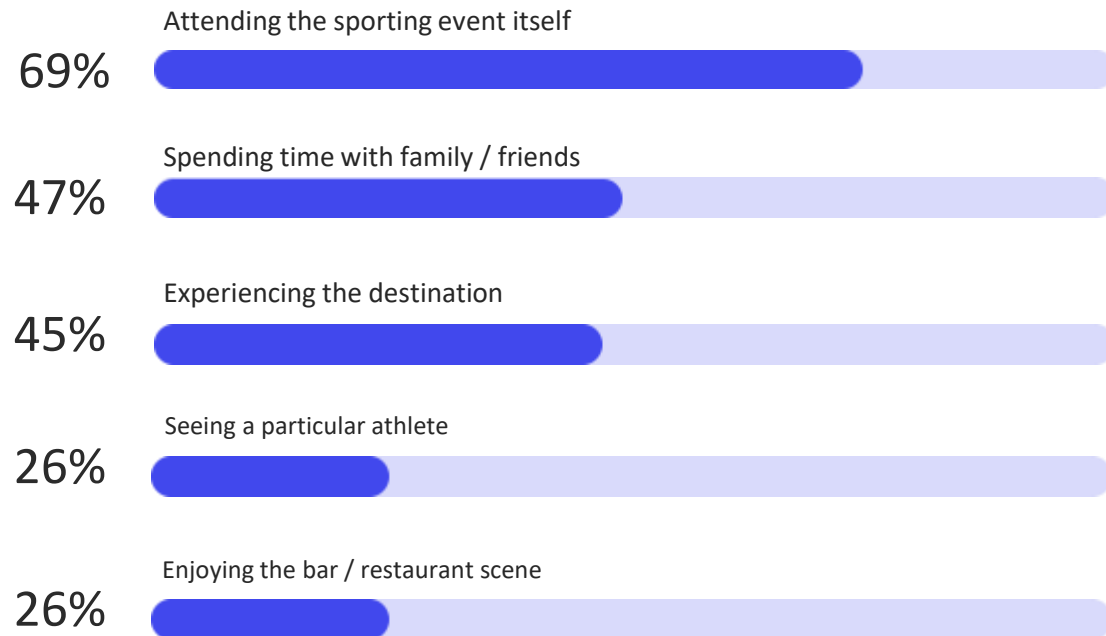 Attending the sporting event itself
69%
Spending time with family / friends
47%
Experiencing the destination
45%
Seeing a particular athlete
26%
Enjoying the bar / restaurant scene
26%